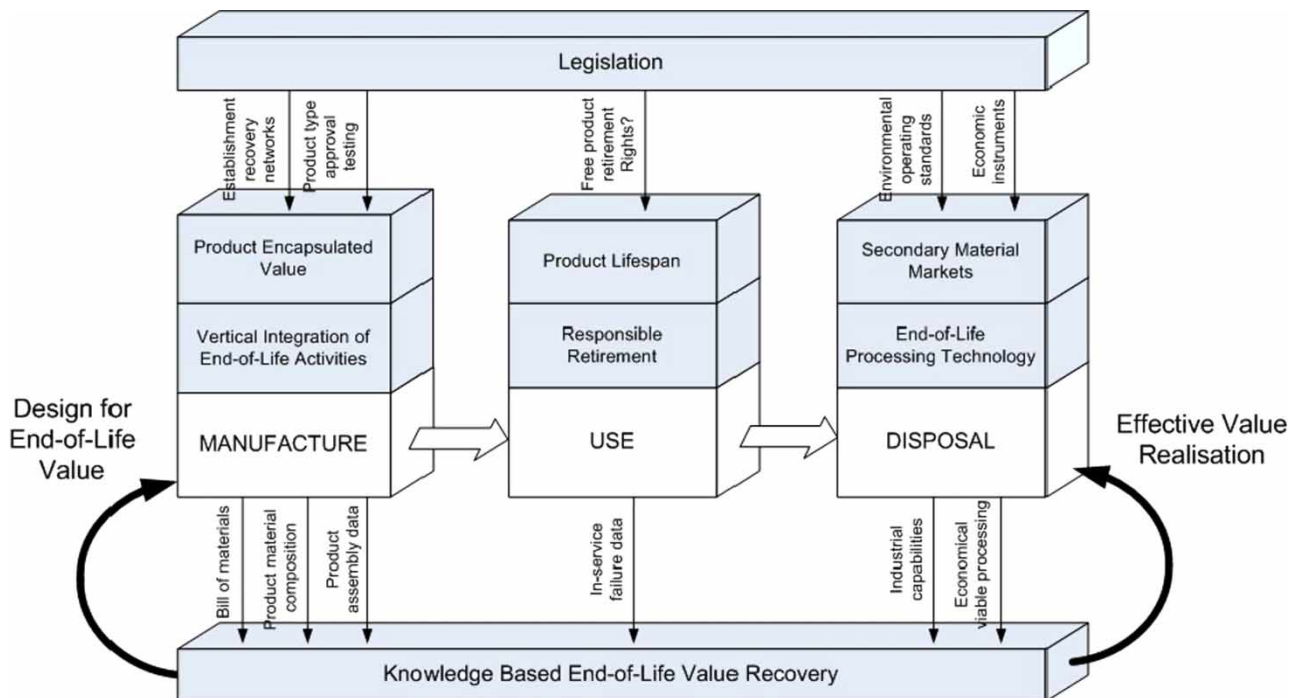 Legislation
Establishment
recovery
networks
Product type
approval
testing
Free product
retirement
Rights?
Environmental
operating
standards
Economic
instruments
Product Encapsulated
Value
Product Lifespan
Secondary Material
Markets
Vertical Integration of
End-of-Life Activities
Responsible
Retirement
End-of-Life
Processing Technology
Design for
End-of-Life
Value
MANUFACTURE
USE
DISPOSAL
Effective Value
Realisation
Bill of materials
Product material
composition
Product
assembly data
In-service
failure data
Industrial
capabilities
Economical
viable processing
Knowledge Based End-of-Life Value Recovery